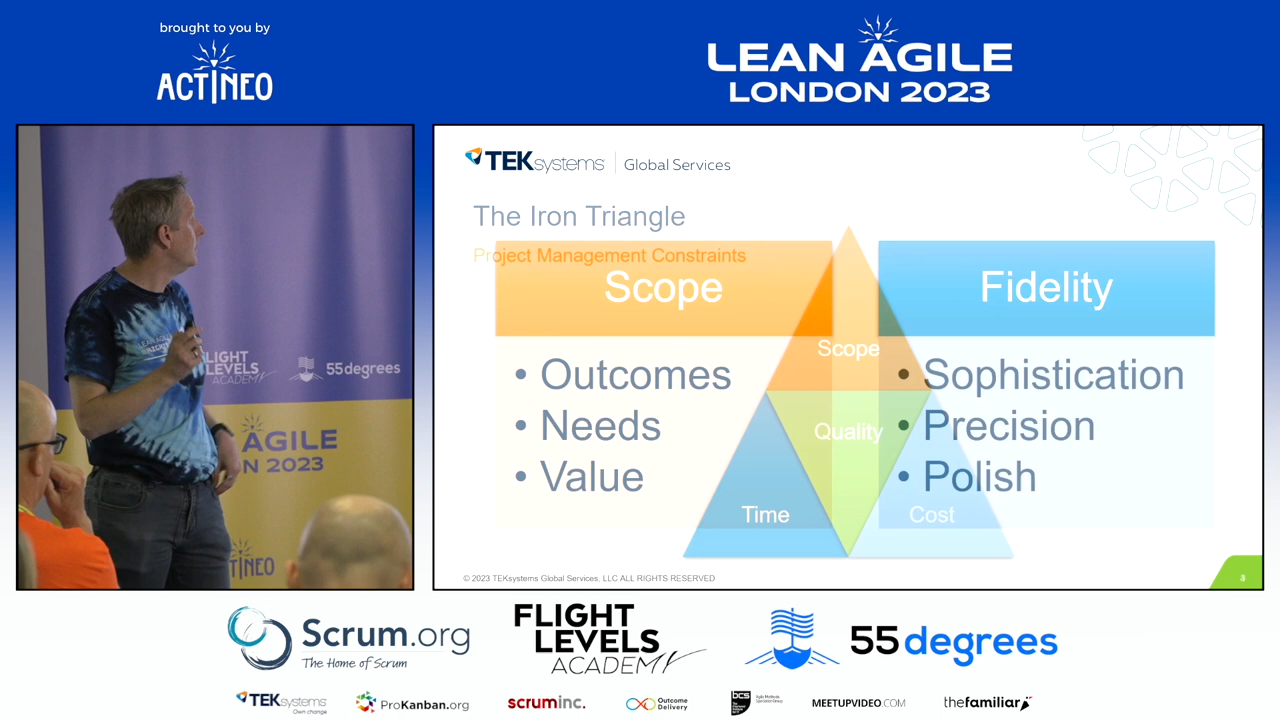 brought to you by
ACTINEO
LEAN AGILE
LONDON 2023
FLIGHT
LEVELS
ACADEMY
55degrees
AGILE
N 2023
TINEO
TEKsystems
Global Services
The Iron Triangle
Project Management Constraints
Scope
Fidelity
• Outcomes
• Needs
• Value
Scope
Quality
Time
Cost
• Sophistication
• Precision
• Polish
© 2023 TEKsystems Global Services, LLC ALL RIGHTS RESERVED
Scrum.org
The Home of Scrum
FLIGHT
LEVELS
ACADEMY
55degrees
TEKsystems
Own change
ProKanban.org
scruminc.
Outcome
Delivery
bcs
MEETUPVIDEO.COM
thefamiliar